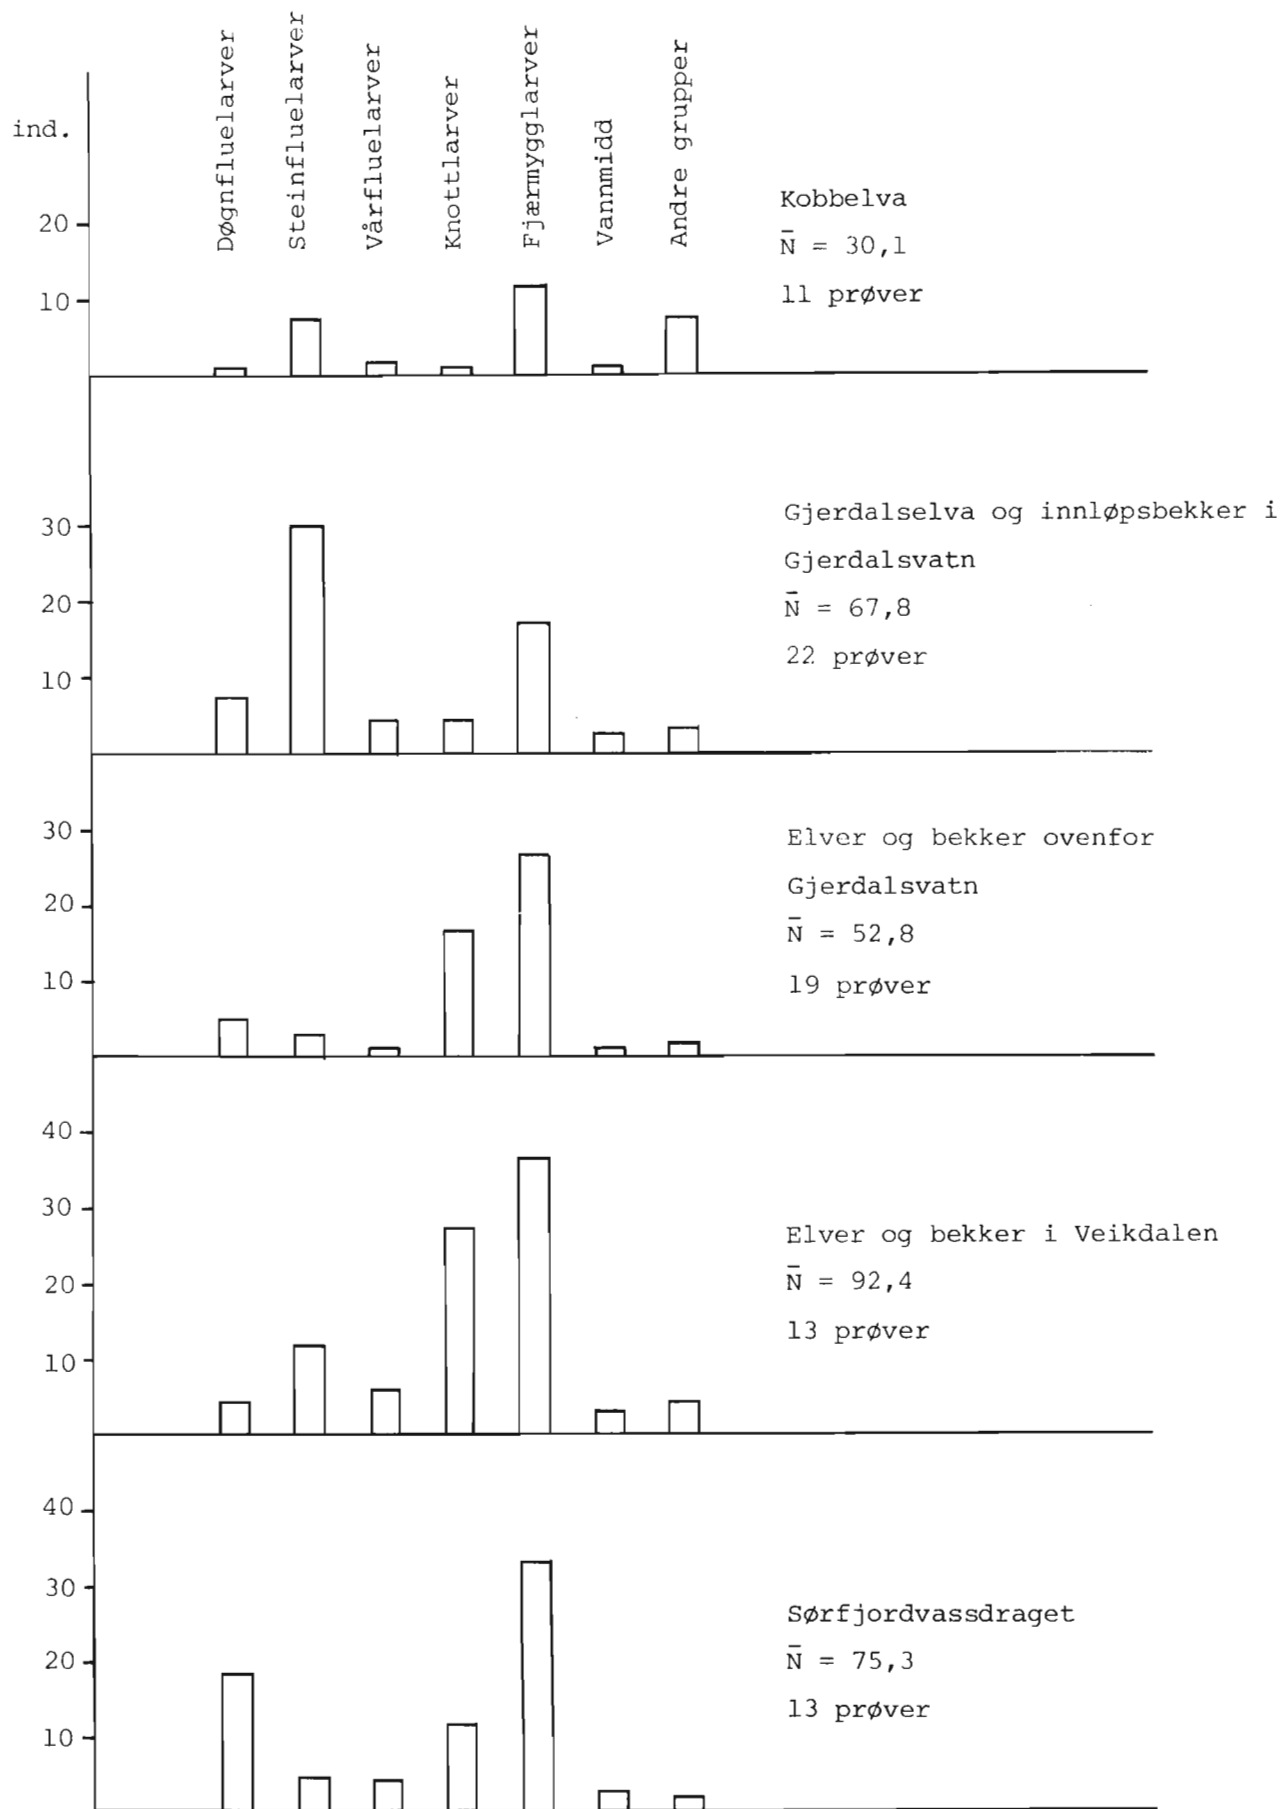 Døgnfluelarver
Steinfluelarver
Vårfluelarver
Knottlarver
Fjærmygglarver
Vannmidd
Andre grupper
ind.
20
10
Kobbelva
N̄ = 30,1
11 prøver
30
20
10
Gjerdalselva og innløpsbekker i
Gjerdalsvatn
N̄ = 67,8
22 prøver
30
20
10
Elver og bekker ovenfor
Gjerdalsvatn
N̄ = 52,8
19 prøver
40
30
20
10
Elver og bekker i Veikdalen
N̄ = 92,4
13 prøver
40
30
20
10
Sørfjordvassdraget
N̄ = 75,3
13 prøver